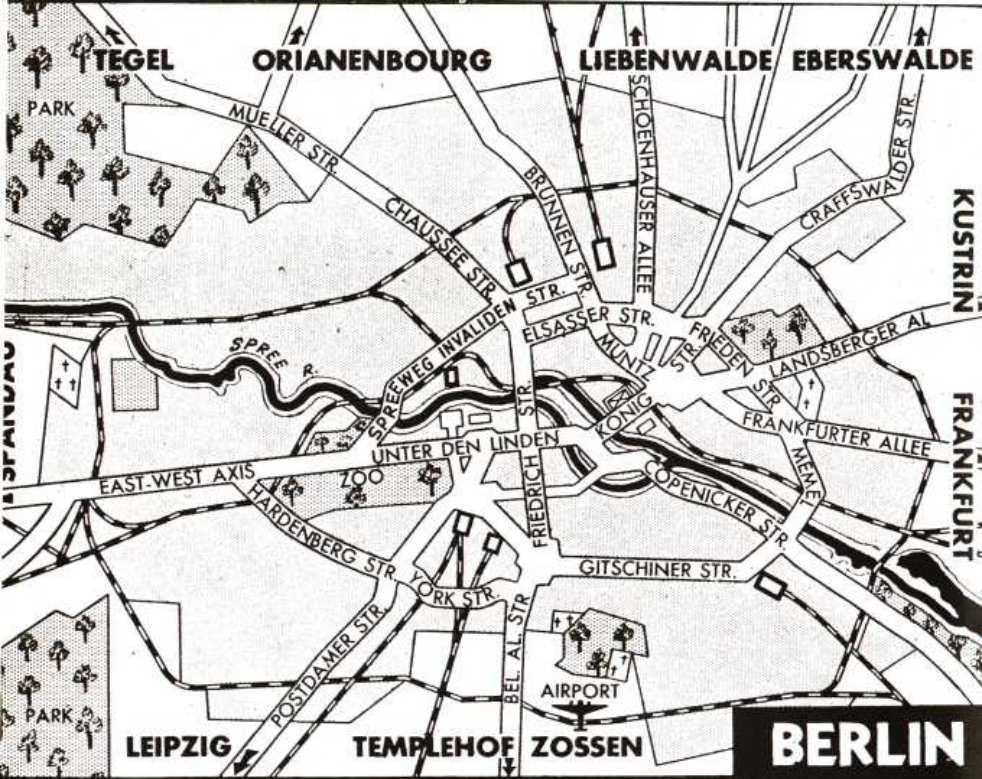 TEGEL
ORIANENBOURG
LIEBENWALDE
EBERSWALDE
PARK
MUELLER STR.
CHAUSSEE STR.
BRUNNEN STR.
SCHOENHAUSER ALLEE
CRAFFSWALDER STR.
KUSTRIN
INVALIDEN STR.
ELSASSER STR.
FRIEDEN STR.
MUNTZ STR.
LANDSBERGER AL
SPREE R.
SPREEWEG
KONIG
SPANDAU
FRANKFURTER ALLEE
FRANKFURT
UNTER DEN LINDEN
FRIEDRICH STR.
EAST-WEST AXIS
ZOO
MEMEL
COPENICKER STR.
HARDENBERG STR.
GITSCHINER STR.
YORK STR.
POSTDAMER STR.
BEL. AL. STR.
AIRPORT
PARK
LEIPZIG
TEMPLEHOF
ZOSSEN
BERLIN